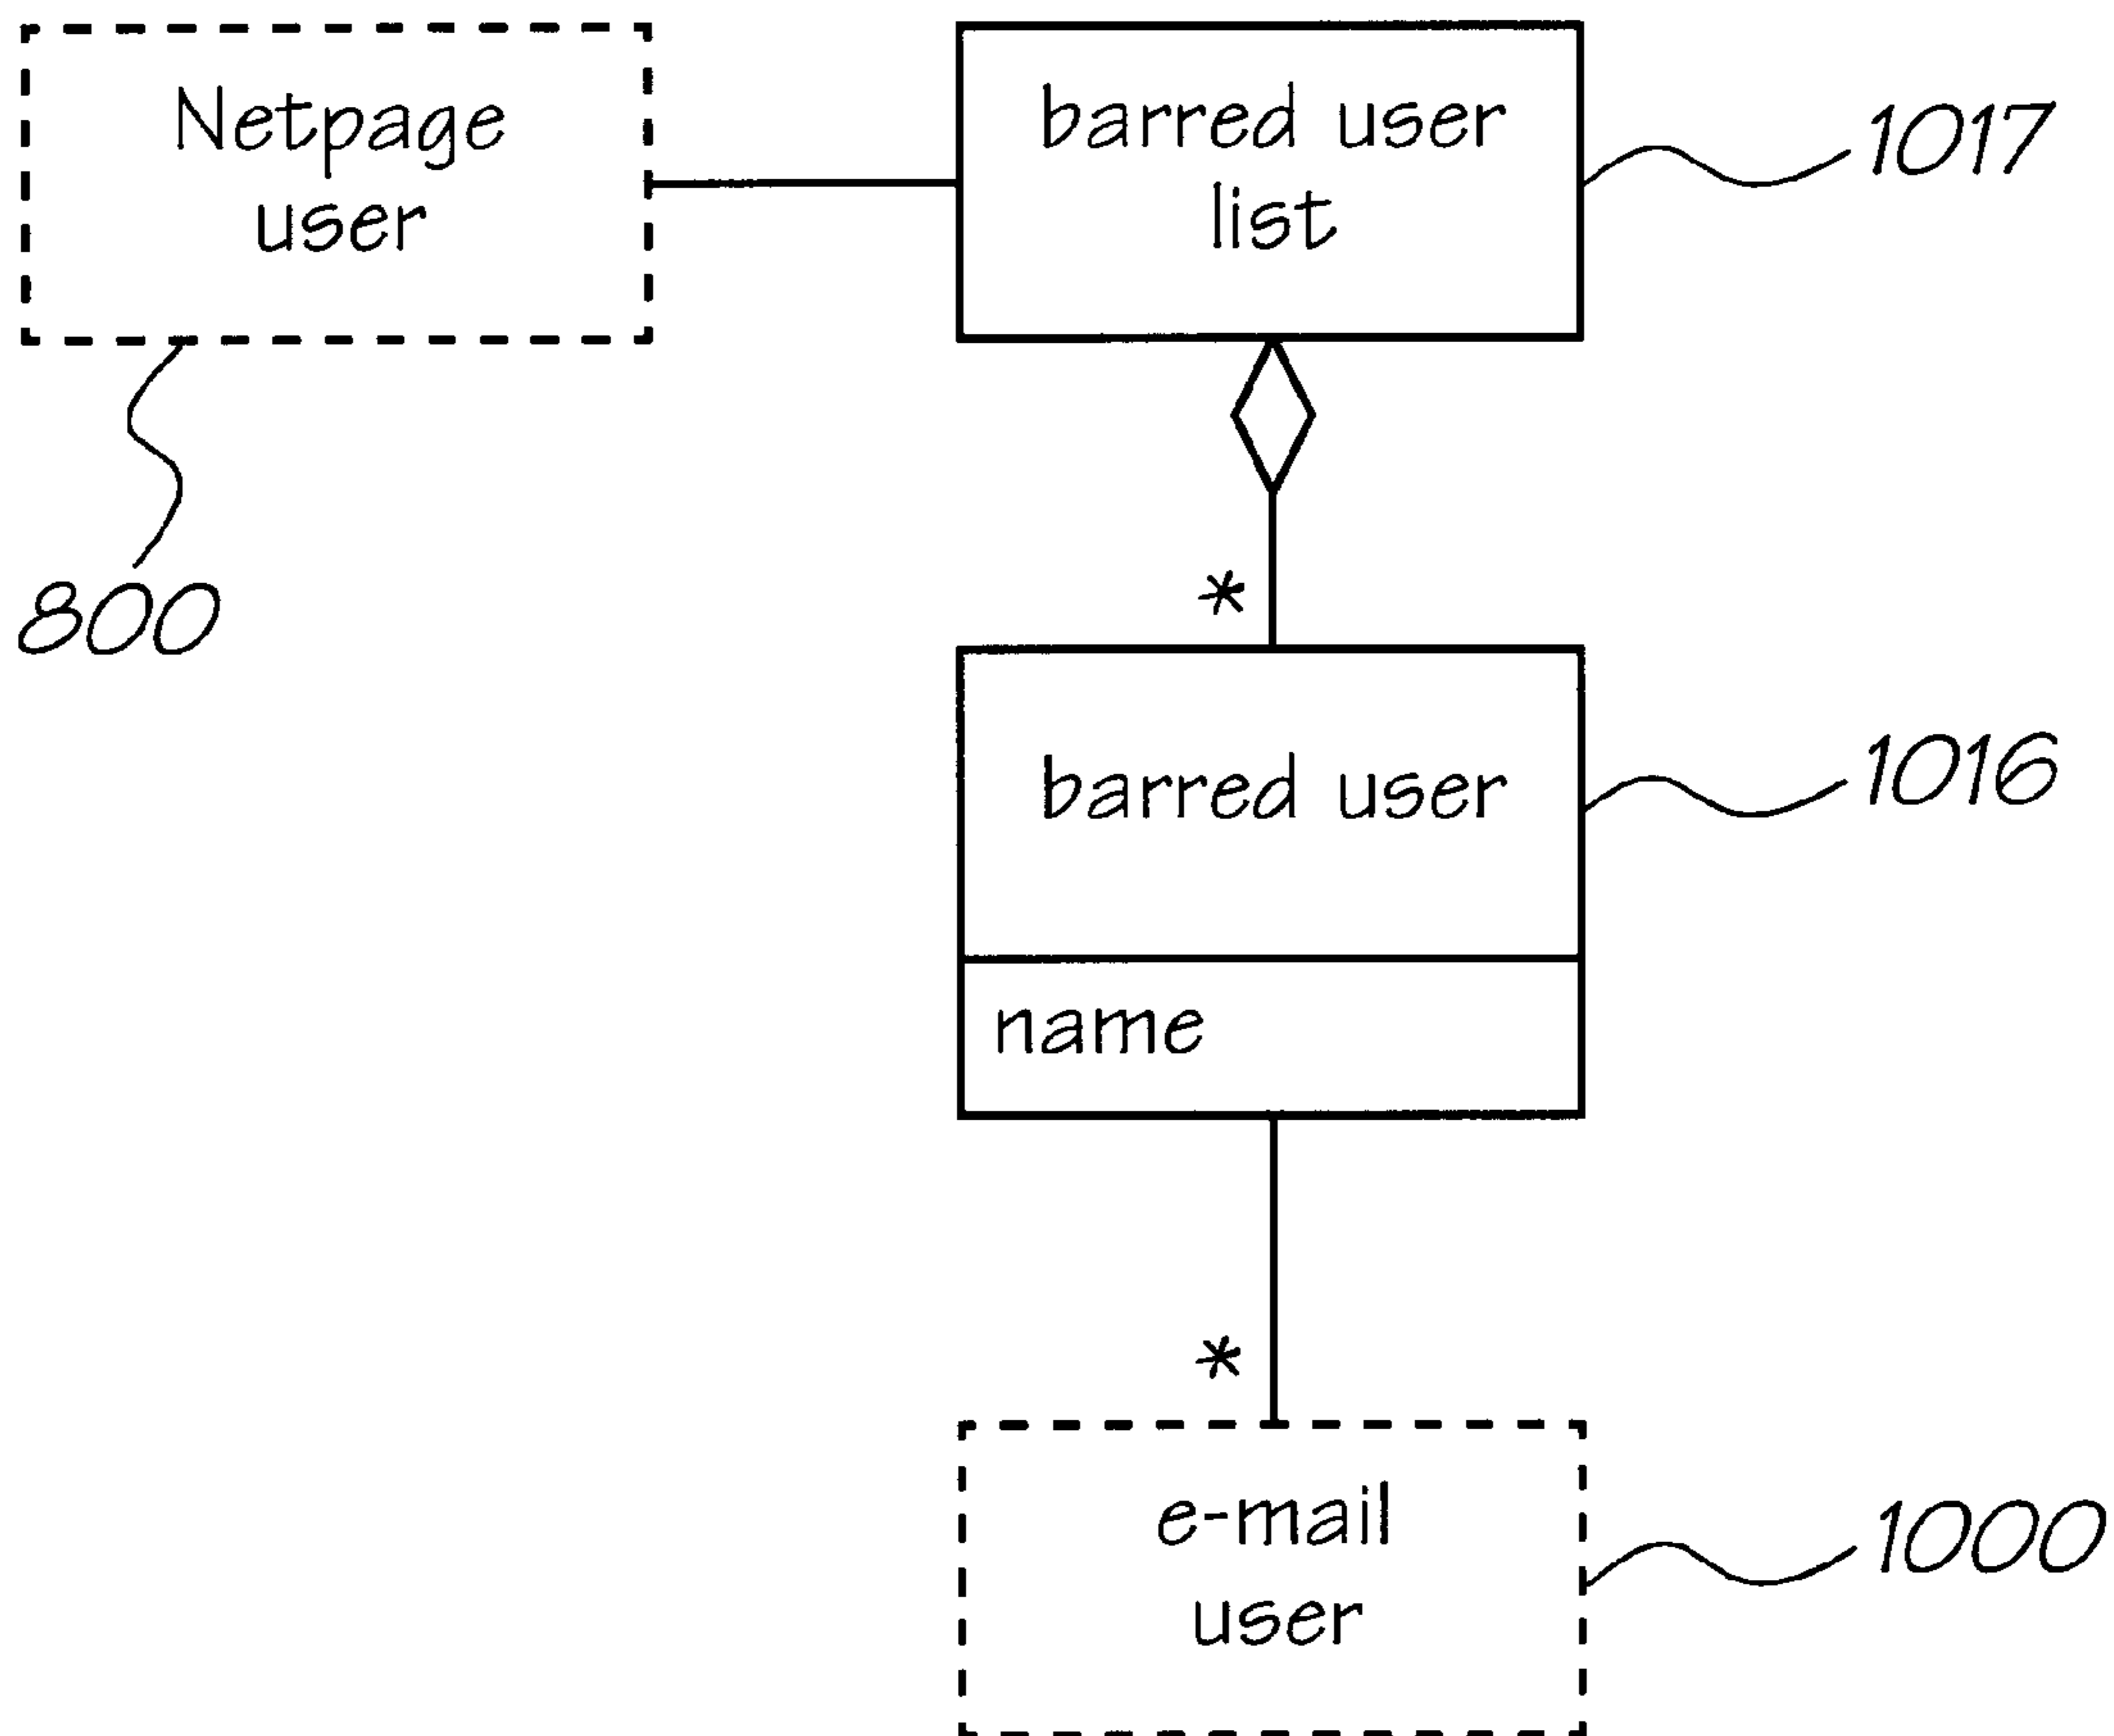 Netpage
user
barred user
list
1017
800
*
barred user
1016
name
*
e-mail
user
1000